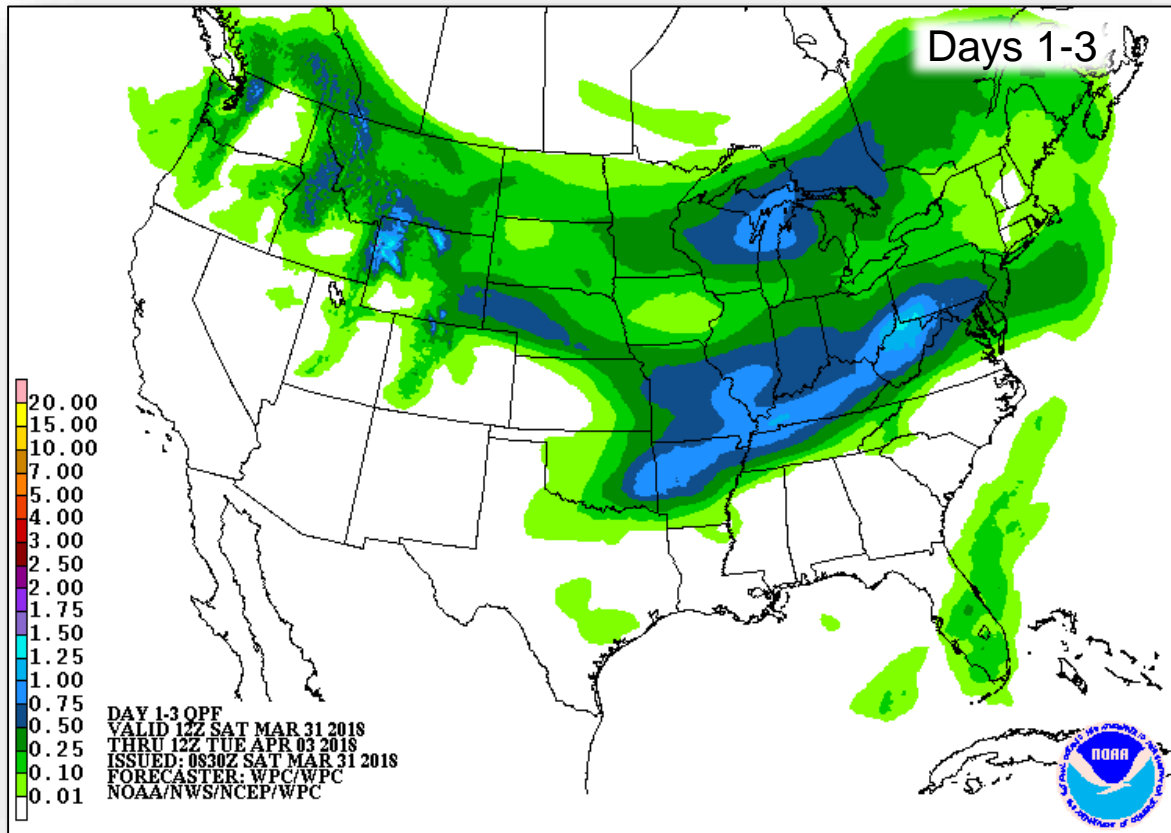 Days 1-3
20.00
15.00
10.00
7.00
5.00
4.00
3.00
2.50
2.00
1.75
1.50
1.25
1.00
0.75
0.50
0.25
0.10
0.01
DAY 1-3 QPF
VALID 12Z SAT MAR 31 2018
THRU 12Z TUE APR 03 2018
ISSUED: 0830Z SAT MAR 31 2018
FORECASTER: WPC/WPC
NOAA/NWS/NCEP/WPC
NOAA